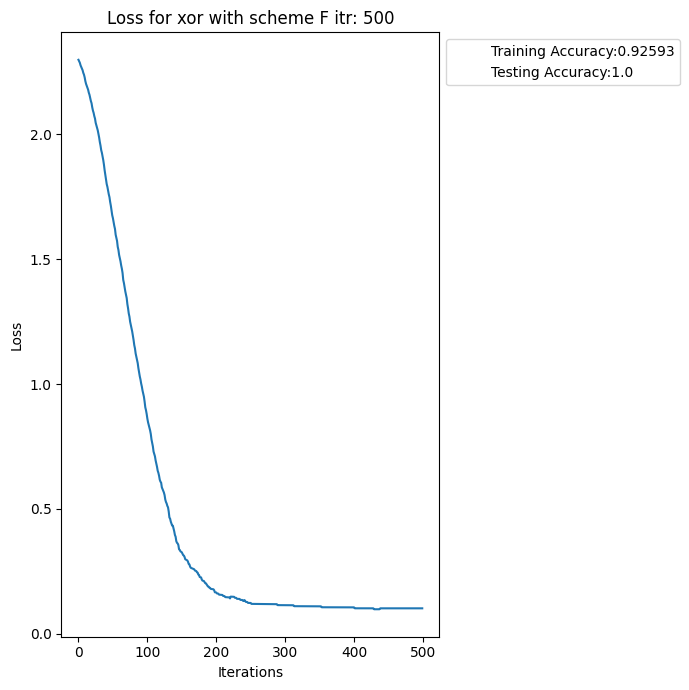 Loss for xor with scheme F itr: 500
Training Accuracy:0.92593
Testing Accuracy:1.0
2.0
1.5
1.0
0.5
0.0
Loss
0 100 200 300 400 500
Iterations